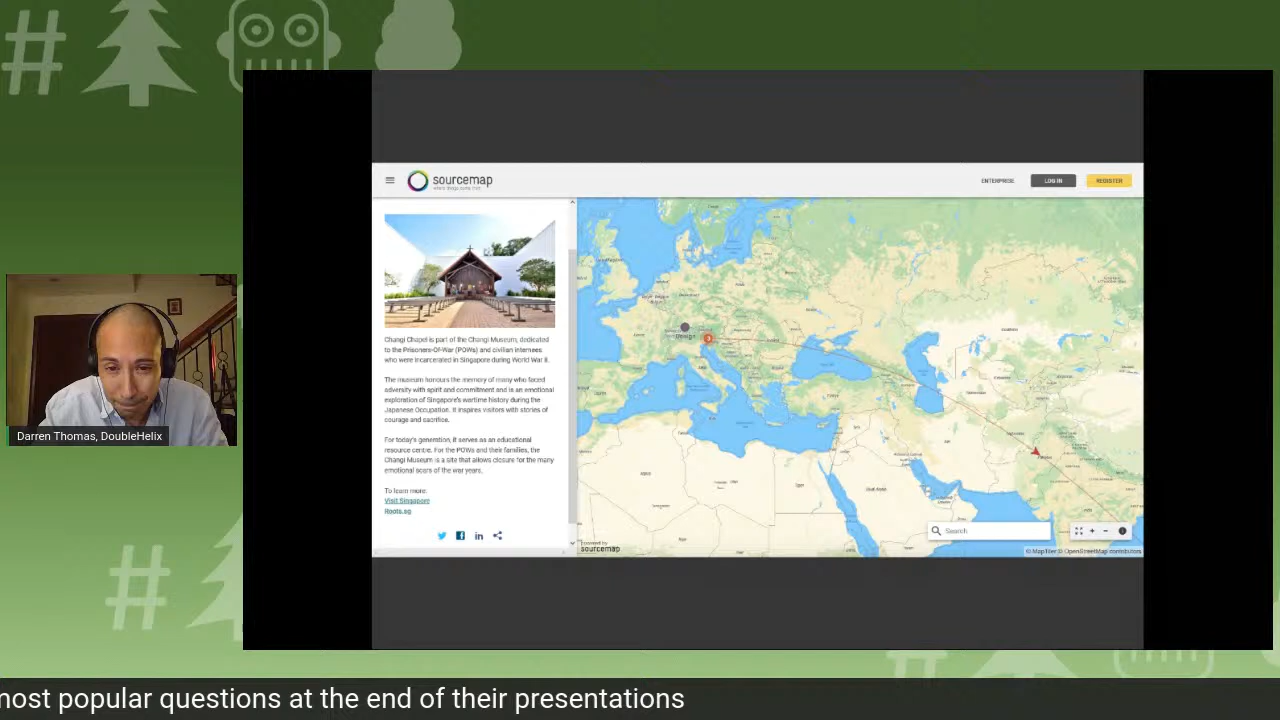 sourcemap
ENTERPRISE
LOG IN
REGISTER
Changi Chapel is part of the Changi Museum, dedicated
to the Prisoners-Of-War (POWs) and civilian internees
who were incarcerated in Singapore during World War II.
The museum honours the memory of many who faced
adversity with spirit and commitment and is an emotional
exploration of Singapore's wartime history during the
Japanese Occupation. It inspires visitors with stories of
courage and sacrifice.
For today's generation, it serves as an educational
resource centre. For the POWs and their families, the
Changi Museum is a site that allows closure for the many
emotional scars of the war years.
To learn more:
Visit Singapore
Roots.sg
Design
Search
powered by
sourcemap
© MapTiler © OpenStreetMap contributors
Darren Thomas, DoubleHelix
most popular questions at the end of their presentations